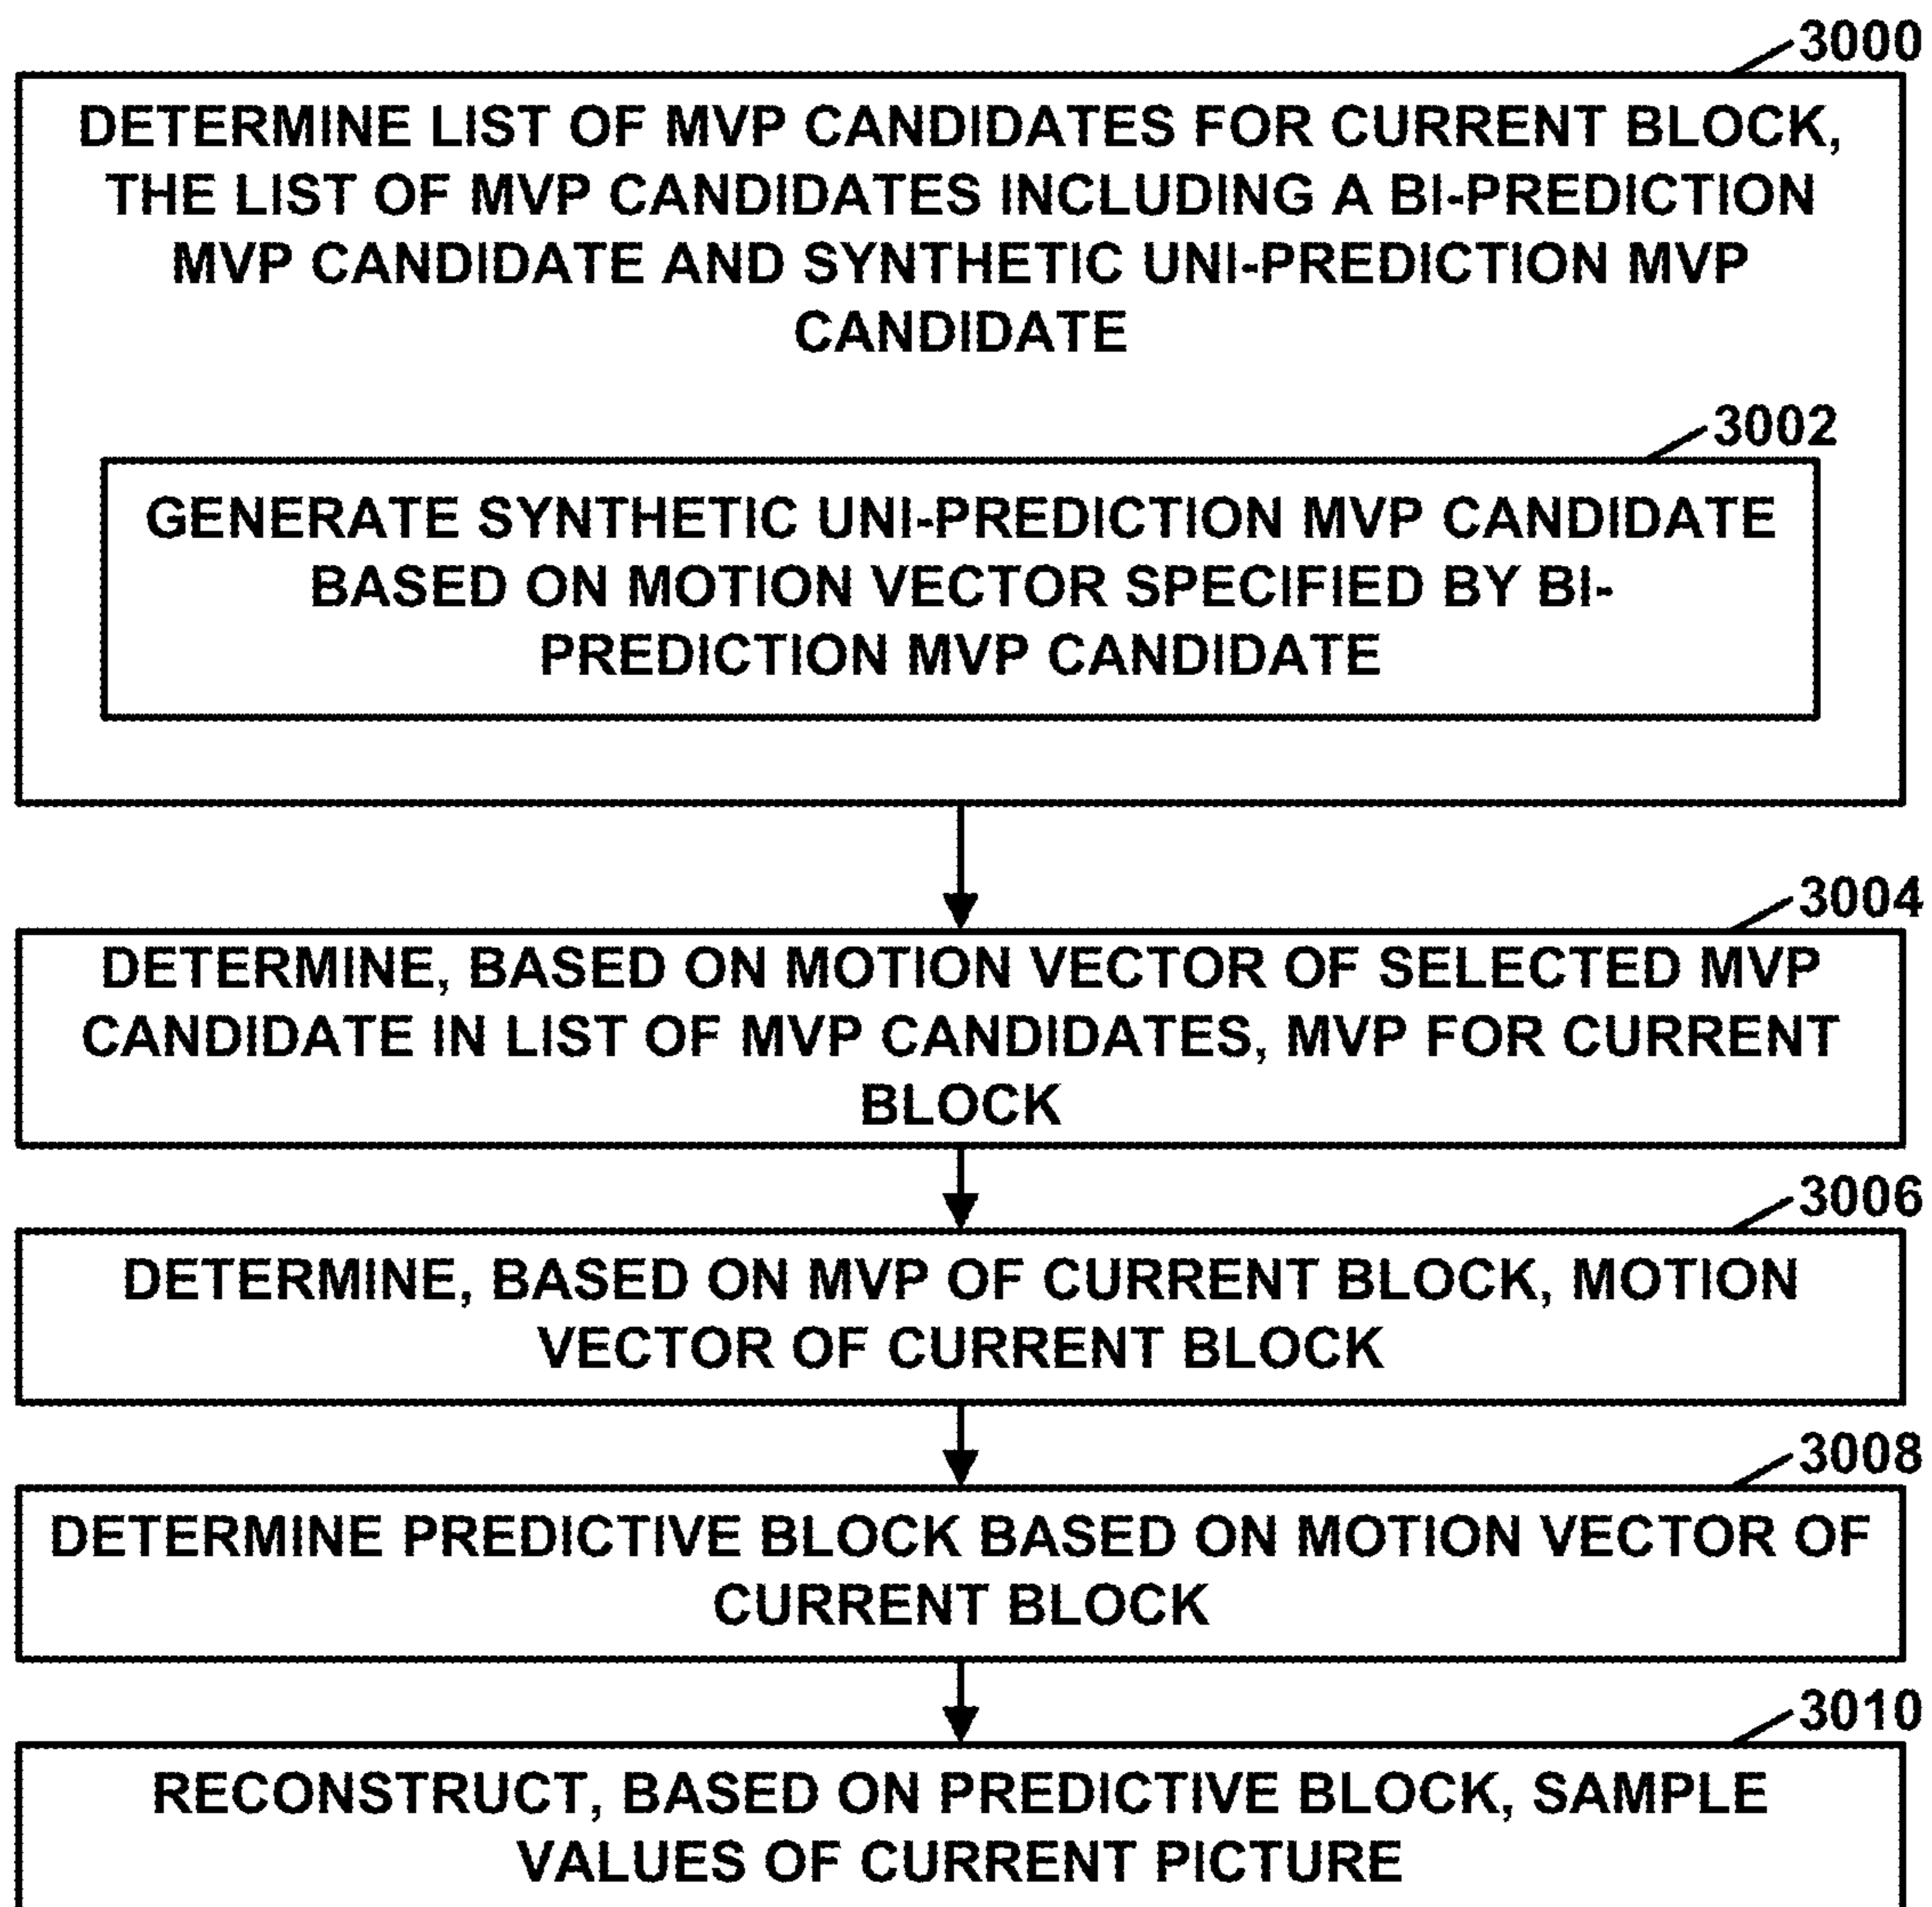 3000
DETERMINE LIST OF MVP CANDIDATES FOR CURRENT BLOCK,
THE LIST OF MVP CANDIDATES INCLUDING A BI-PREDICTION
MVP CANDIDATE AND SYNTHETIC UNI-PREDICTION MVP
CANDIDATE
3002
GENERATE SYNTHETIC UNI-PREDICTION MVP CANDIDATE
BASED ON MOTION VECTOR SPECIFIED BY BI-
PREDICTION MVP CANDIDATE
3004
DETERMINE, BASED ON MOTION VECTOR OF SELECTED MVP
CANDIDATE IN LIST OF MVP CANDIDATES, MVP FOR CURRENT
BLOCK
3006
DETERMINE, BASED ON MVP OF CURRENT BLOCK, MOTION
VECTOR OF CURRENT BLOCK
3008
DETERMINE PREDICTIVE BLOCK BASED ON MOTION VECTOR OF
CURRENT BLOCK
3010
RECONSTRUCT, BASED ON PREDICTIVE BLOCK, SAMPLE
VALUES OF CURRENT PICTURE